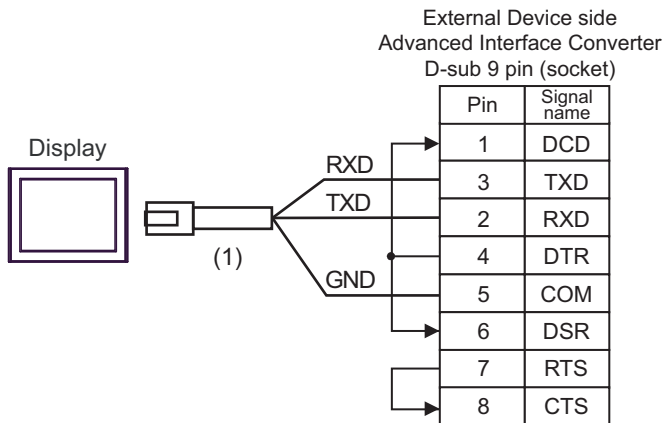 External Device side
Advanced Interface Converter
D-sub 9 pin (socket)
Pin Signal name
Display
1 DCD
RXD
3 TXD
TXD
2 RXD
(1)
4 DTR
GND
5 COM
6 DSR
7 RTS
8 CTS